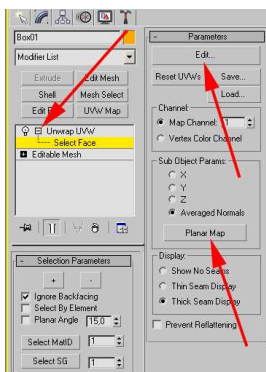 Box01
Modifier List
Extrude Edit Mesh
Shell Mesh Select
UVW Map
Unwrap UVW
Select Face
Editable Mesh
Selection Parameters
+ -
Ignore Backfacing
Select By Element
Planar Angle 15,0
Select MatID 1
Select SG 1
Parameters
Edit...
Reset UVWs Save...
Load...
Channel:
Map Channel: 1
Vertex Color Channel
Sub Object Params:
X
Y
Z
Averaged Normals
Planar Map
Display:
Show No Seams
Thin Seam Display
Thick Seam Display
Prevent Reflattening